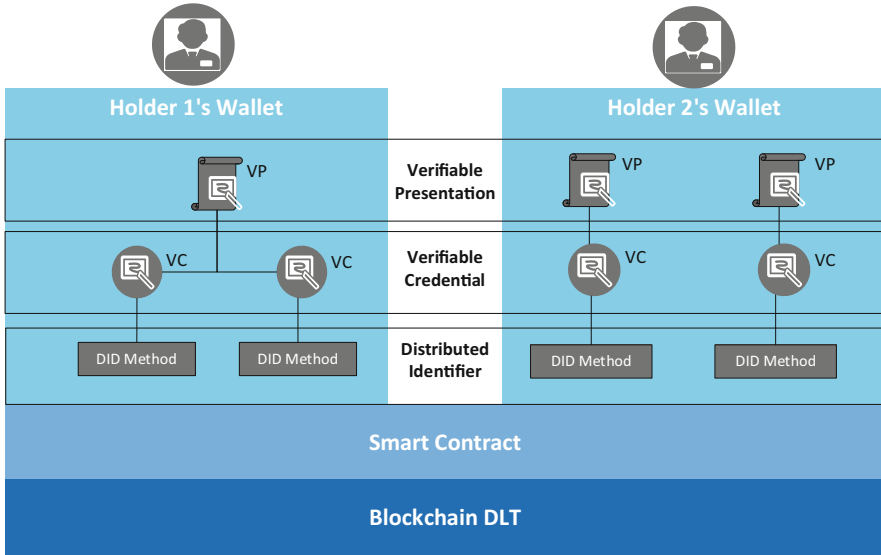 Holder 1's Wallet
Holder 2's Wallet
VP
Verifiable
Presentation
VP
VP
VC
VC
Verifiable
Credential
VC
VC
DID Method
DID Method
Distributed
Identifier
DID Method
DID Method
Smart Contract
Blockchain DLT